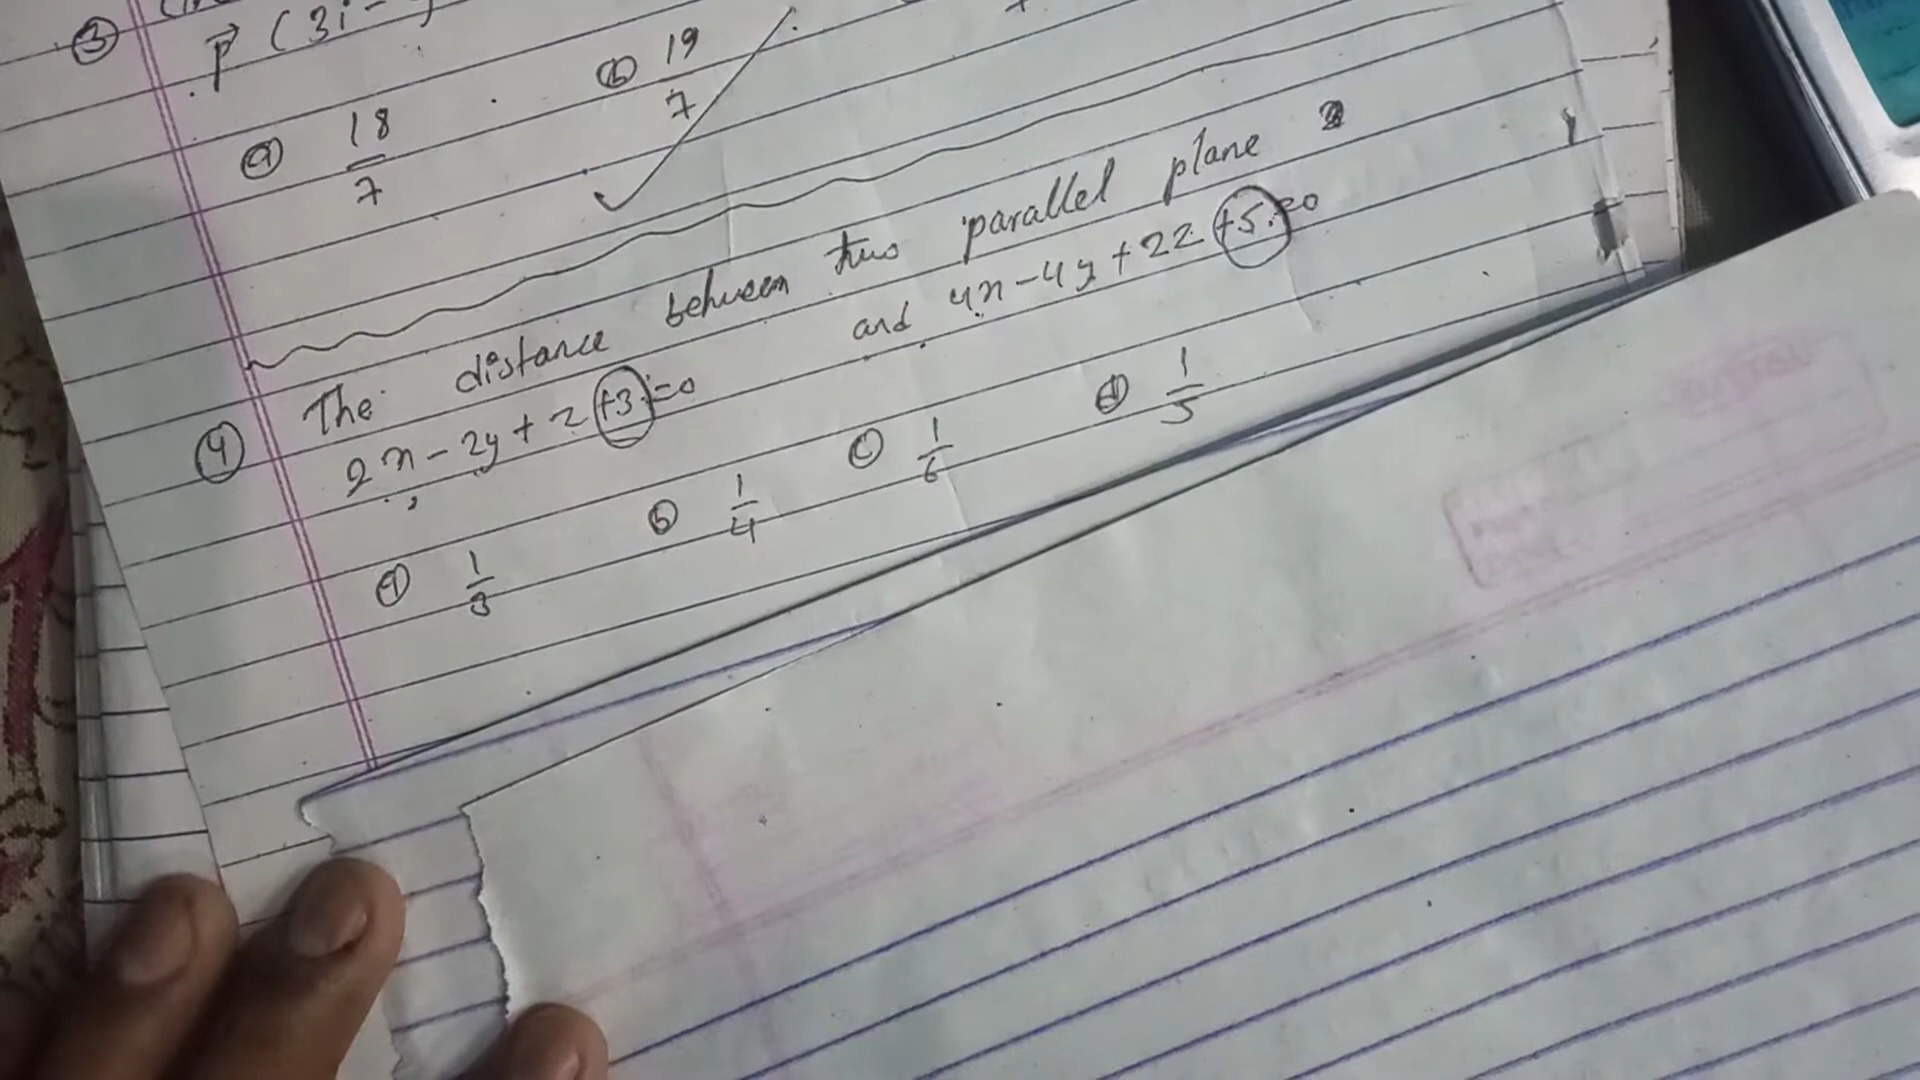 ③
p⃗ (3i -
ⓐ 18/7 ⓑ 19/7
④ The distance between two parallel plane
2x - 2y + z +3 = 0 and 4x - 4y + 2z +5 = 0
ⓐ 1/3 ⓑ 1/4 ⓒ 1/6 ⓓ 1/5